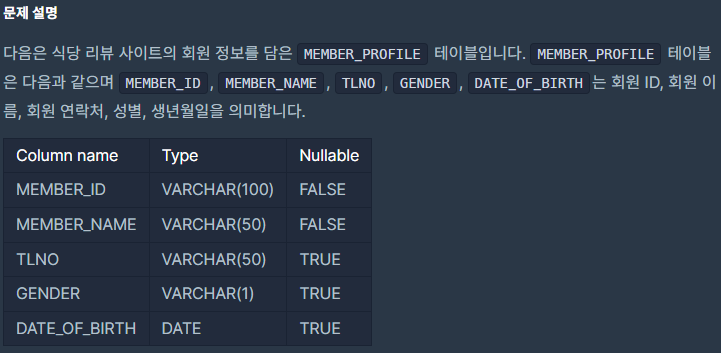 문제 설명
다음은 식당 리뷰 사이트의 회원 정보를 담은 MEMBER_PROFILE 테이블입니다. MEMBER_PROFILE 테이블
은 다음과 같으며 MEMBER_ID , MEMBER_NAME , TLNO , GENDER , DATE_OF_BIRTH 는 회원 ID, 회원 이
름, 회원 연락처, 성별, 생년월일을 의미합니다.
Column name Type Nullable
MEMBER_ID VARCHAR(100) FALSE
MEMBER_NAME VARCHAR(50) FALSE
TLNO VARCHAR(50) TRUE
GENDER VARCHAR(1) TRUE
DATE_OF_BIRTH DATE TRUE